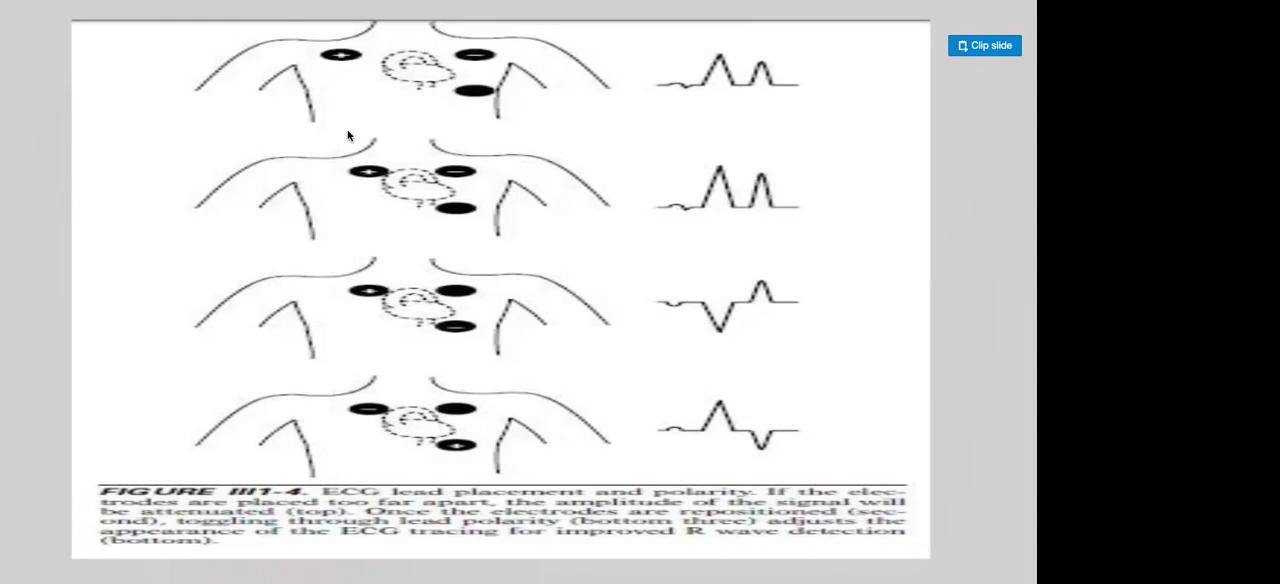 Clip slide
FIGURE III1-4. ECG lead placement and polarity. If the elec-
trodes are placed too far apart, the amplitude of the signal will
be attenuated (top). Once the electrodes are repositioned (sec-
ond), toggling through lead polarity (bottom three) adjusts the
appearance of the ECG tracing for improved R wave detection
(bottom).